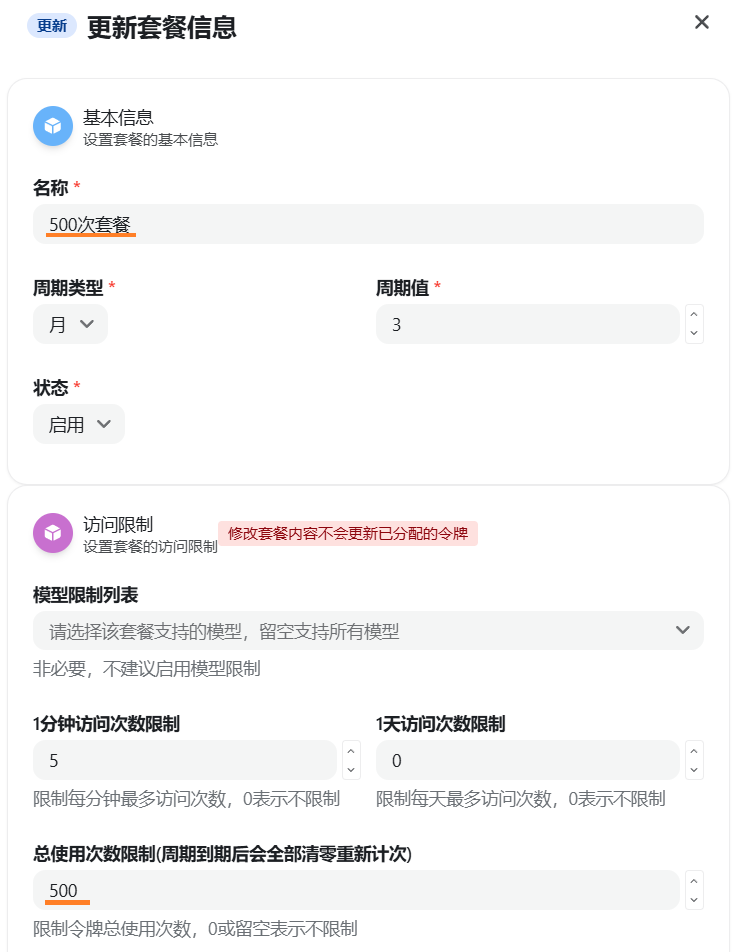 更新 更新套餐信息
基本信息
设置套餐的基本信息
名称 *
500次套餐
周期类型 * 周期值 *
月 3
状态 *
启用
访问限制
设置套餐的访问限制 修改套餐内容不会更新已分配的令牌
模型限制列表
请选择该套餐支持的模型，留空支持所有模型
非必要，不建议启用模型限制
1分钟访问次数限制 1天访问次数限制
5 0
限制每分钟最多访问次数，0表示不限制 限制每天最多访问次数，0表示不限制
总使用次数限制(周期到期后会全部清零重新计次)
500
限制令牌总使用次数，0或留空表示不限制